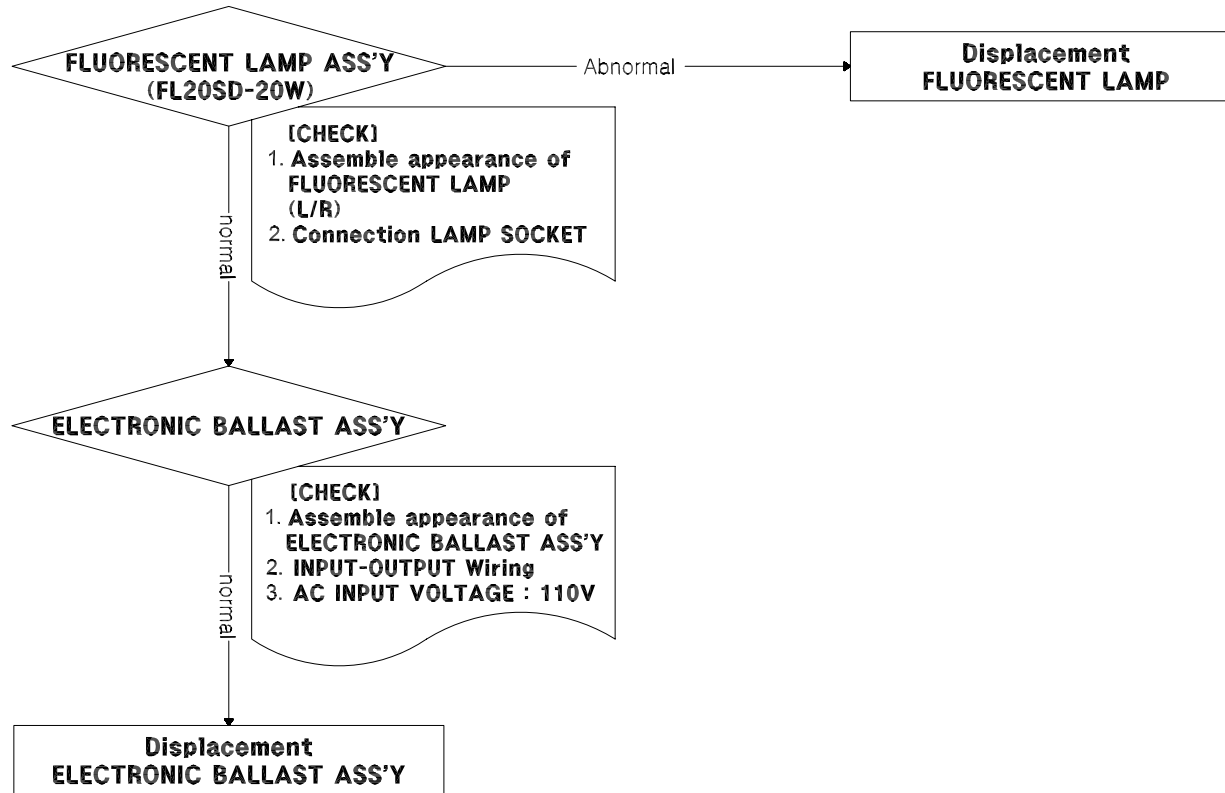 FLUORESCENT LAMP ASS'Y
(FL20SD-20W)
Abnormal
Displacement
FLUORESCENT LAMP
[CHECK]
1. Assemble appearance of
FLUORESCENT LAMP
(L/R)
2. Connection LAMP SOCKET
normal
ELECTRONIC BALLAST ASS'Y
[CHECK]
1. Assemble appearance of
ELECTRONIC BALLAST ASS'Y
2. INPUT-OUTPUT Wiring
3. AC INPUT VOLTAGE : 110V
normal
Displacement
ELECTRONIC BALLAST ASS'Y